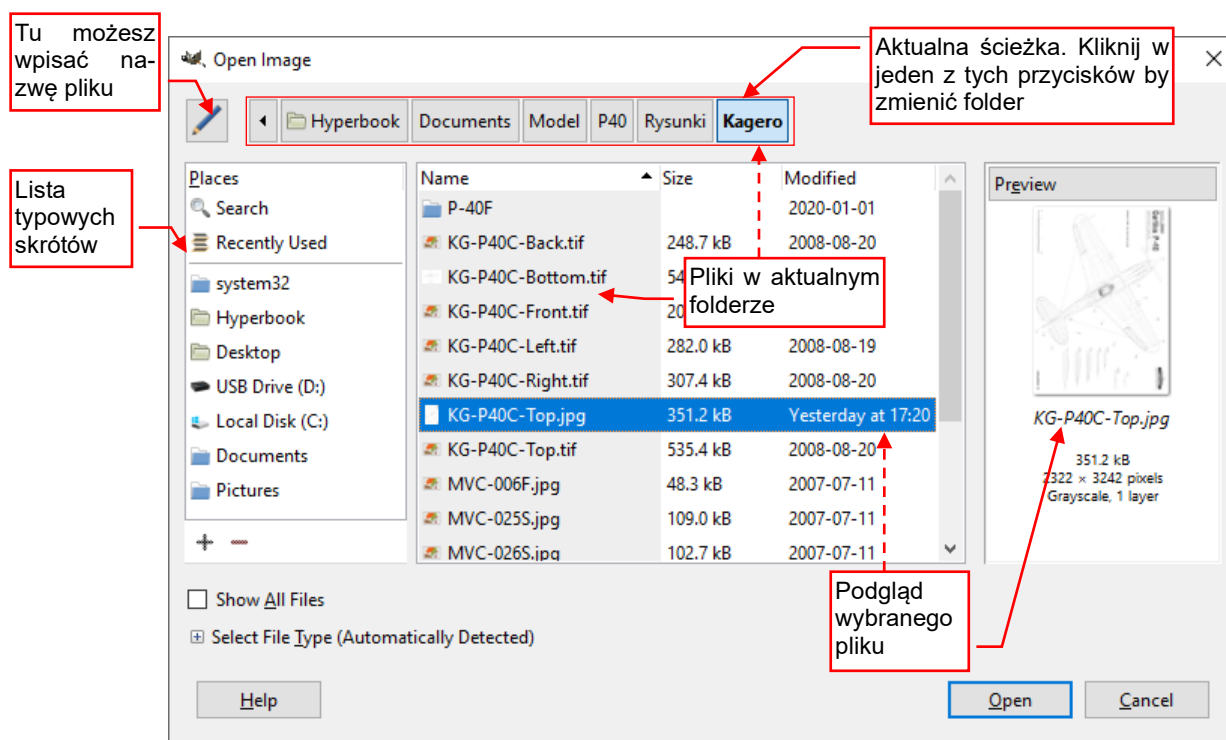 Tu możesz
wpisać na-
zwę pliku
Open Image
Aktualna ścieżka. Kliknij w
jeden z tych przycisków by
zmienić folder
Hyperbook Documents Model P40 Rysunki Kagero
Lista
typowych
skrótów
Places
Search
Recently Used
system32
Hyperbook
Desktop
USB Drive (D:)
Local Disk (C:)
Documents
Pictures
Name Size Modified
P-40F 2020-01-01
KG-P40C-Back.tif 248.7 kB 2008-08-20
KG-P40C-Bottom.tif 54
KG-P40C-Front.tif 20
KG-P40C-Left.tif 282.0 kB 2008-08-19
KG-P40C-Right.tif 307.4 kB 2008-08-20
KG-P40C-Top.jpg 351.2 kB Yesterday at 17:20
KG-P40C-Top.tif 535.4 kB 2008-08-20
MVC-006F.jpg 48.3 kB 2007-07-11
MVC-025S.jpg 109.0 kB 2007-07-11
MVC-026S.jpg 102.7 kB 2007-07-11
Pliki w aktualnym
folderze
Preview
KG-P40C-Top.jpg
351.2 kB
2322 × 3242 pixels
Grayscale, 1 layer
Podgląd
wybranego
pliku
Show All Files
Select File Type (Automatically Detected)
Help
Open
Cancel